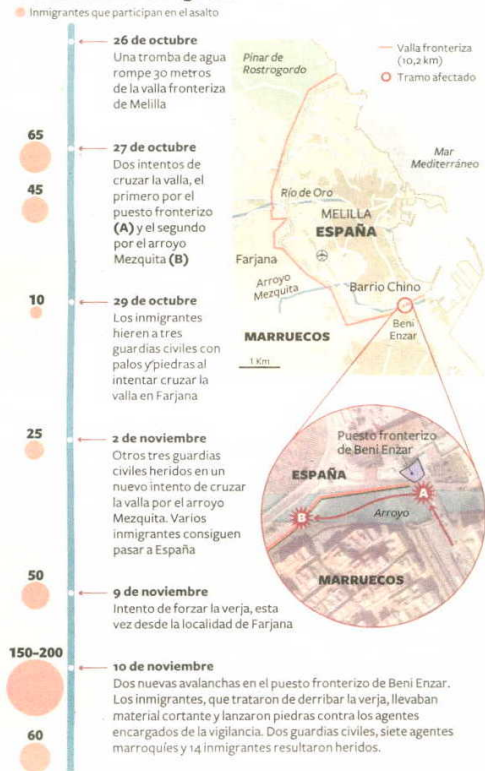 Inmigrantes que participan en el asalto
26 de octubre
Una tromba de agua
rompe 30 metros
de la valla fronteriza
de Melilla
65
45
27 de octubre
Dos intentos de
cruzar la valla, el
primero por el
puesto fronterizo
(A) y el segundo
por el arroyo
Mezquita (B)
10
29 de octubre
Los inmigrantes
hieren a tres
guardias civiles con
palos y piedras al
intentar cruzar la
valla en Farjana
25
2 de noviembre
Otros tres guardias
civiles heridos en un
nuevo intento de cruzar
la valla por el arroyo
Mezquita. Varios
inmigrantes consiguen
pasar a España
50
9 de noviembre
Intento de forzar la verja, esta
vez desde la localidad de Farjana
150-200
60
10 de noviembre
Dos nuevas avalanchas en el puesto fronterizo de Beni Enzar.
Los inmigrantes, que trataron de derribar la verja, llevaban
material cortante y lanzaron piedras contra los agentes
encargados de la vigilancia. Dos guardias civiles, siete agentes
marroquíes y 14 inmigrantes resultaron heridos.
Pinar de
Rostrogordo
Valla fronteriza
(10,2 km)
Tramo afectado
Mar
Mediterráneo
Río de Oro
MELILLA
ESPAÑA
Farjana
Arroyo
Mezquita
Barrio Chino
MARRUECOS
Beni
Enzar
1 Km
Puesto fronterizo
de Beni Enzar
ESPAÑA
A
B
Arroyo
MARRUECOS